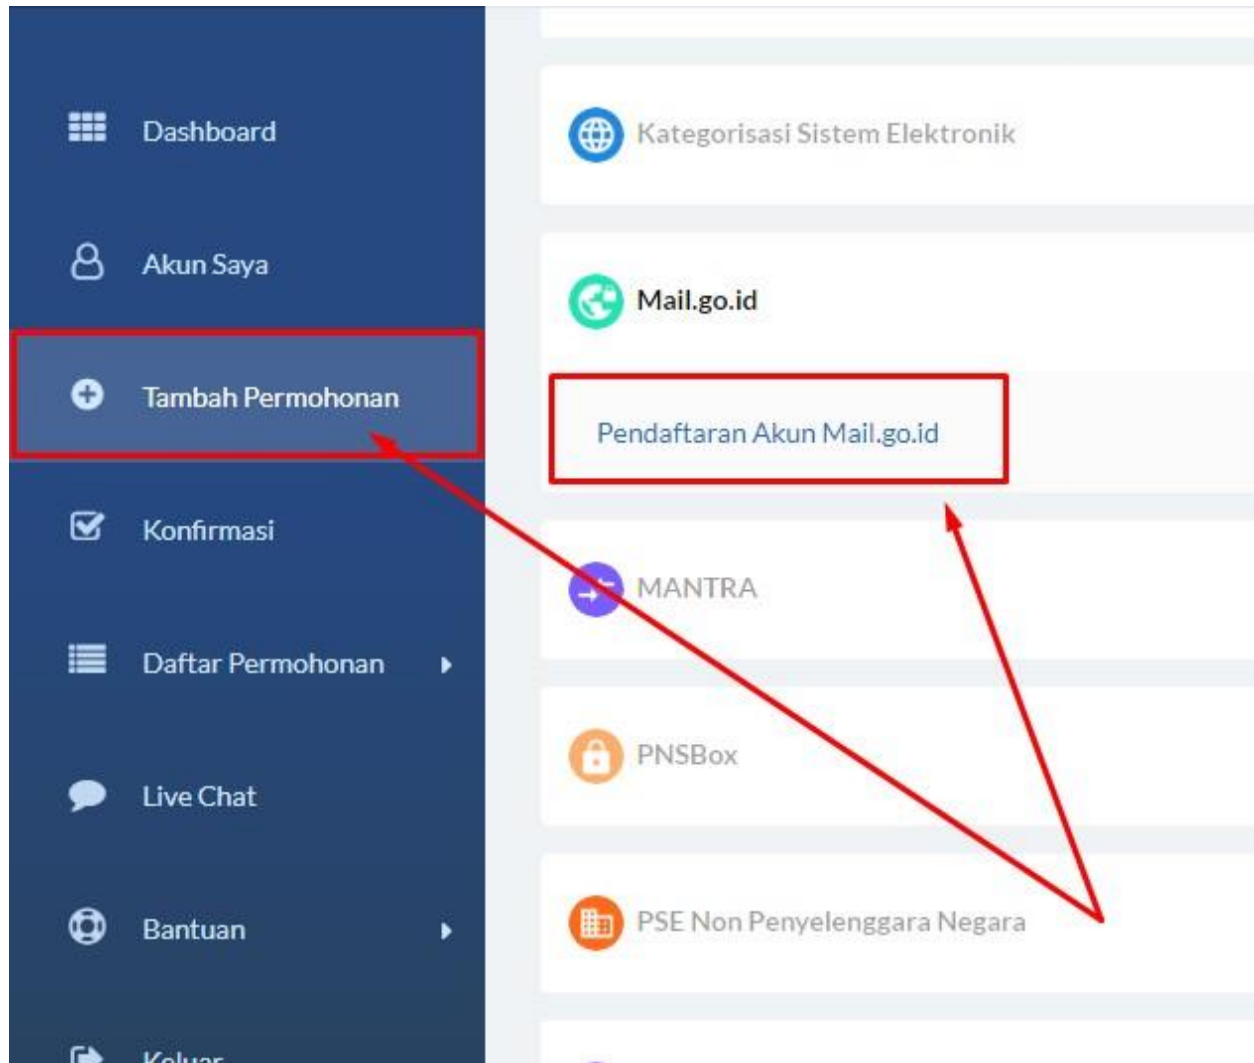 Dashboard
Akun Saya
Tambah Permohonan
Konfirmasi
Daftar Permohonan
Live Chat
Bantuan
Keluar
Kategorisasi Sistem Elektronik
Mail.go.id
Pendaftaran Akun Mail.go.id
MANTRA
PNSBox
PSE Non Penyelenggara Negara